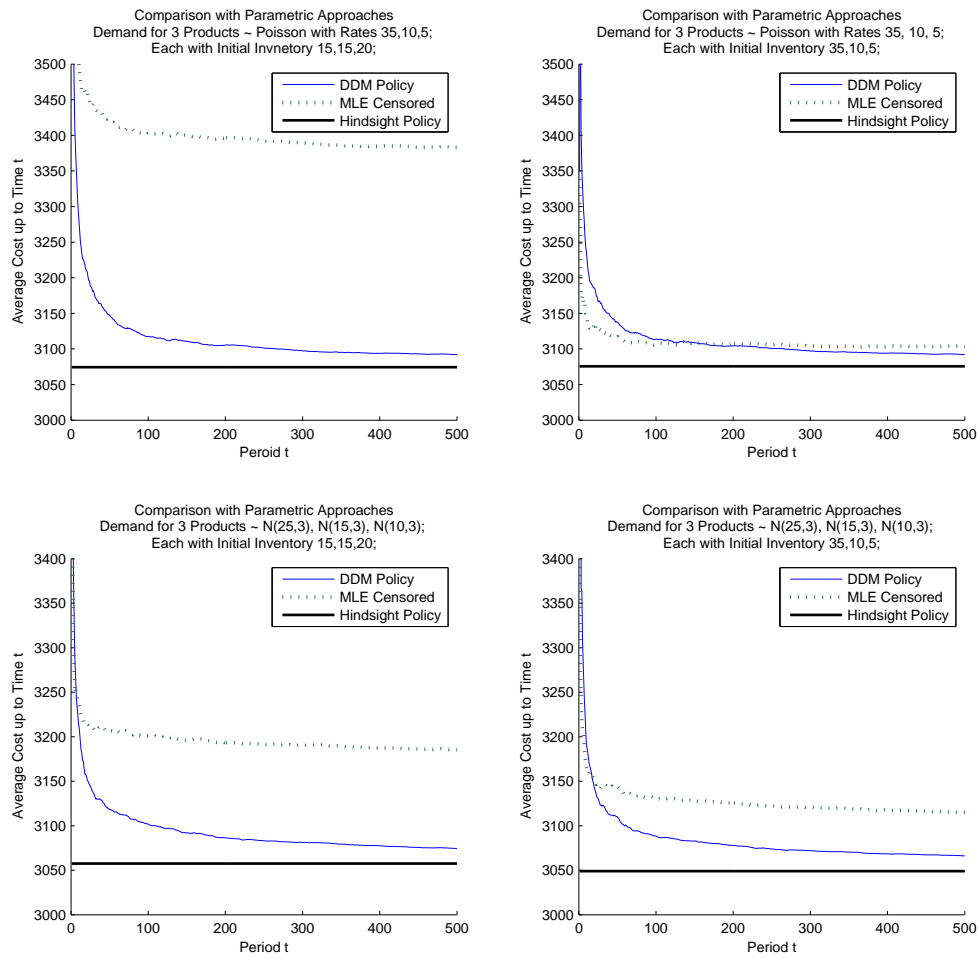 Comparison with Parametric Approaches
Demand for 3 Products ~ Poisson with Rates 35,10,5;
Each with Initial Invnetory 15,15,20;
3500
3450
3400
3350
3300
3250
3200
3150
3100
3050
3000
Average Cost up to Time t
DDM Policy
MLE Censored
Hindsight Policy
0 100 200 300 400 500
Peroid t
Comparison with Parametric Approaches
Demand for 3 Products ~ Poisson with Rates 35, 10, 5;
Each with Initial Inventory 35,10,5;
3500
3450
3400
3350
3300
3250
3200
3150
3100
3050
3000
Average Cost up to Time t
DDM Policy
MLE Censored
Hindsight Policy
0 100 200 300 400 500
Period t
Comparison with Parametric Approaches
Demand for 3 Products ~ N(25,3), N(15,3), N(10,3);
Each with Initial Inventory 15,15,20;
3400
3350
3300
3250
3200
3150
3100
3050
3000
Average Cost up to Time t
DDM Policy
MLE Censored
Hindsight Policy
0 100 200 300 400 500
Period t
Comparison with Parametric Approaches
Demand for 3 Products ~ N(25,3), N(15,3), N(10,3);
Each with Initial Inventory 35,10,5;
3400
3350
3300
3250
3200
3150
3100
3050
3000
Average Cost up to Time t
DDM Policy
MLE Censored
Hindsight Policy
0 100 200 300 400 500
Period t